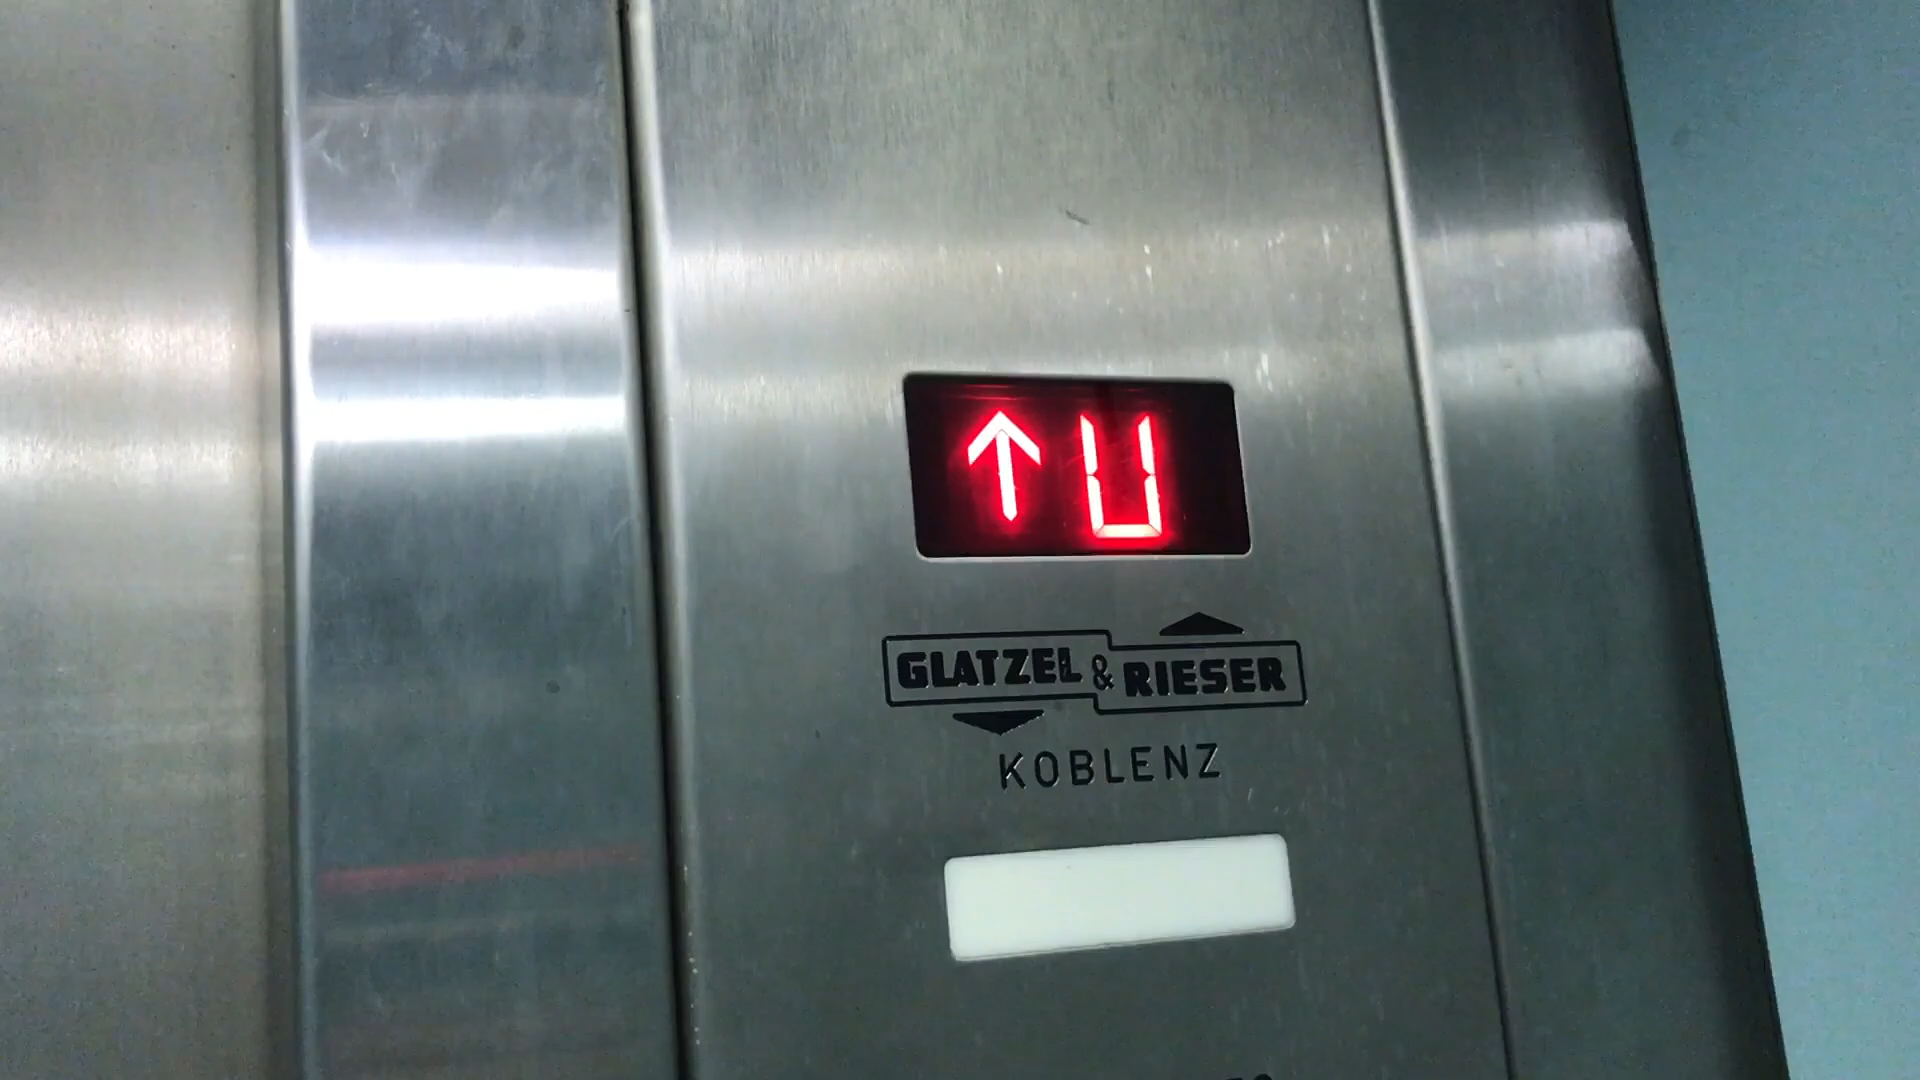 ↑ U
GLATZEL & RIESER
KOBLENZ